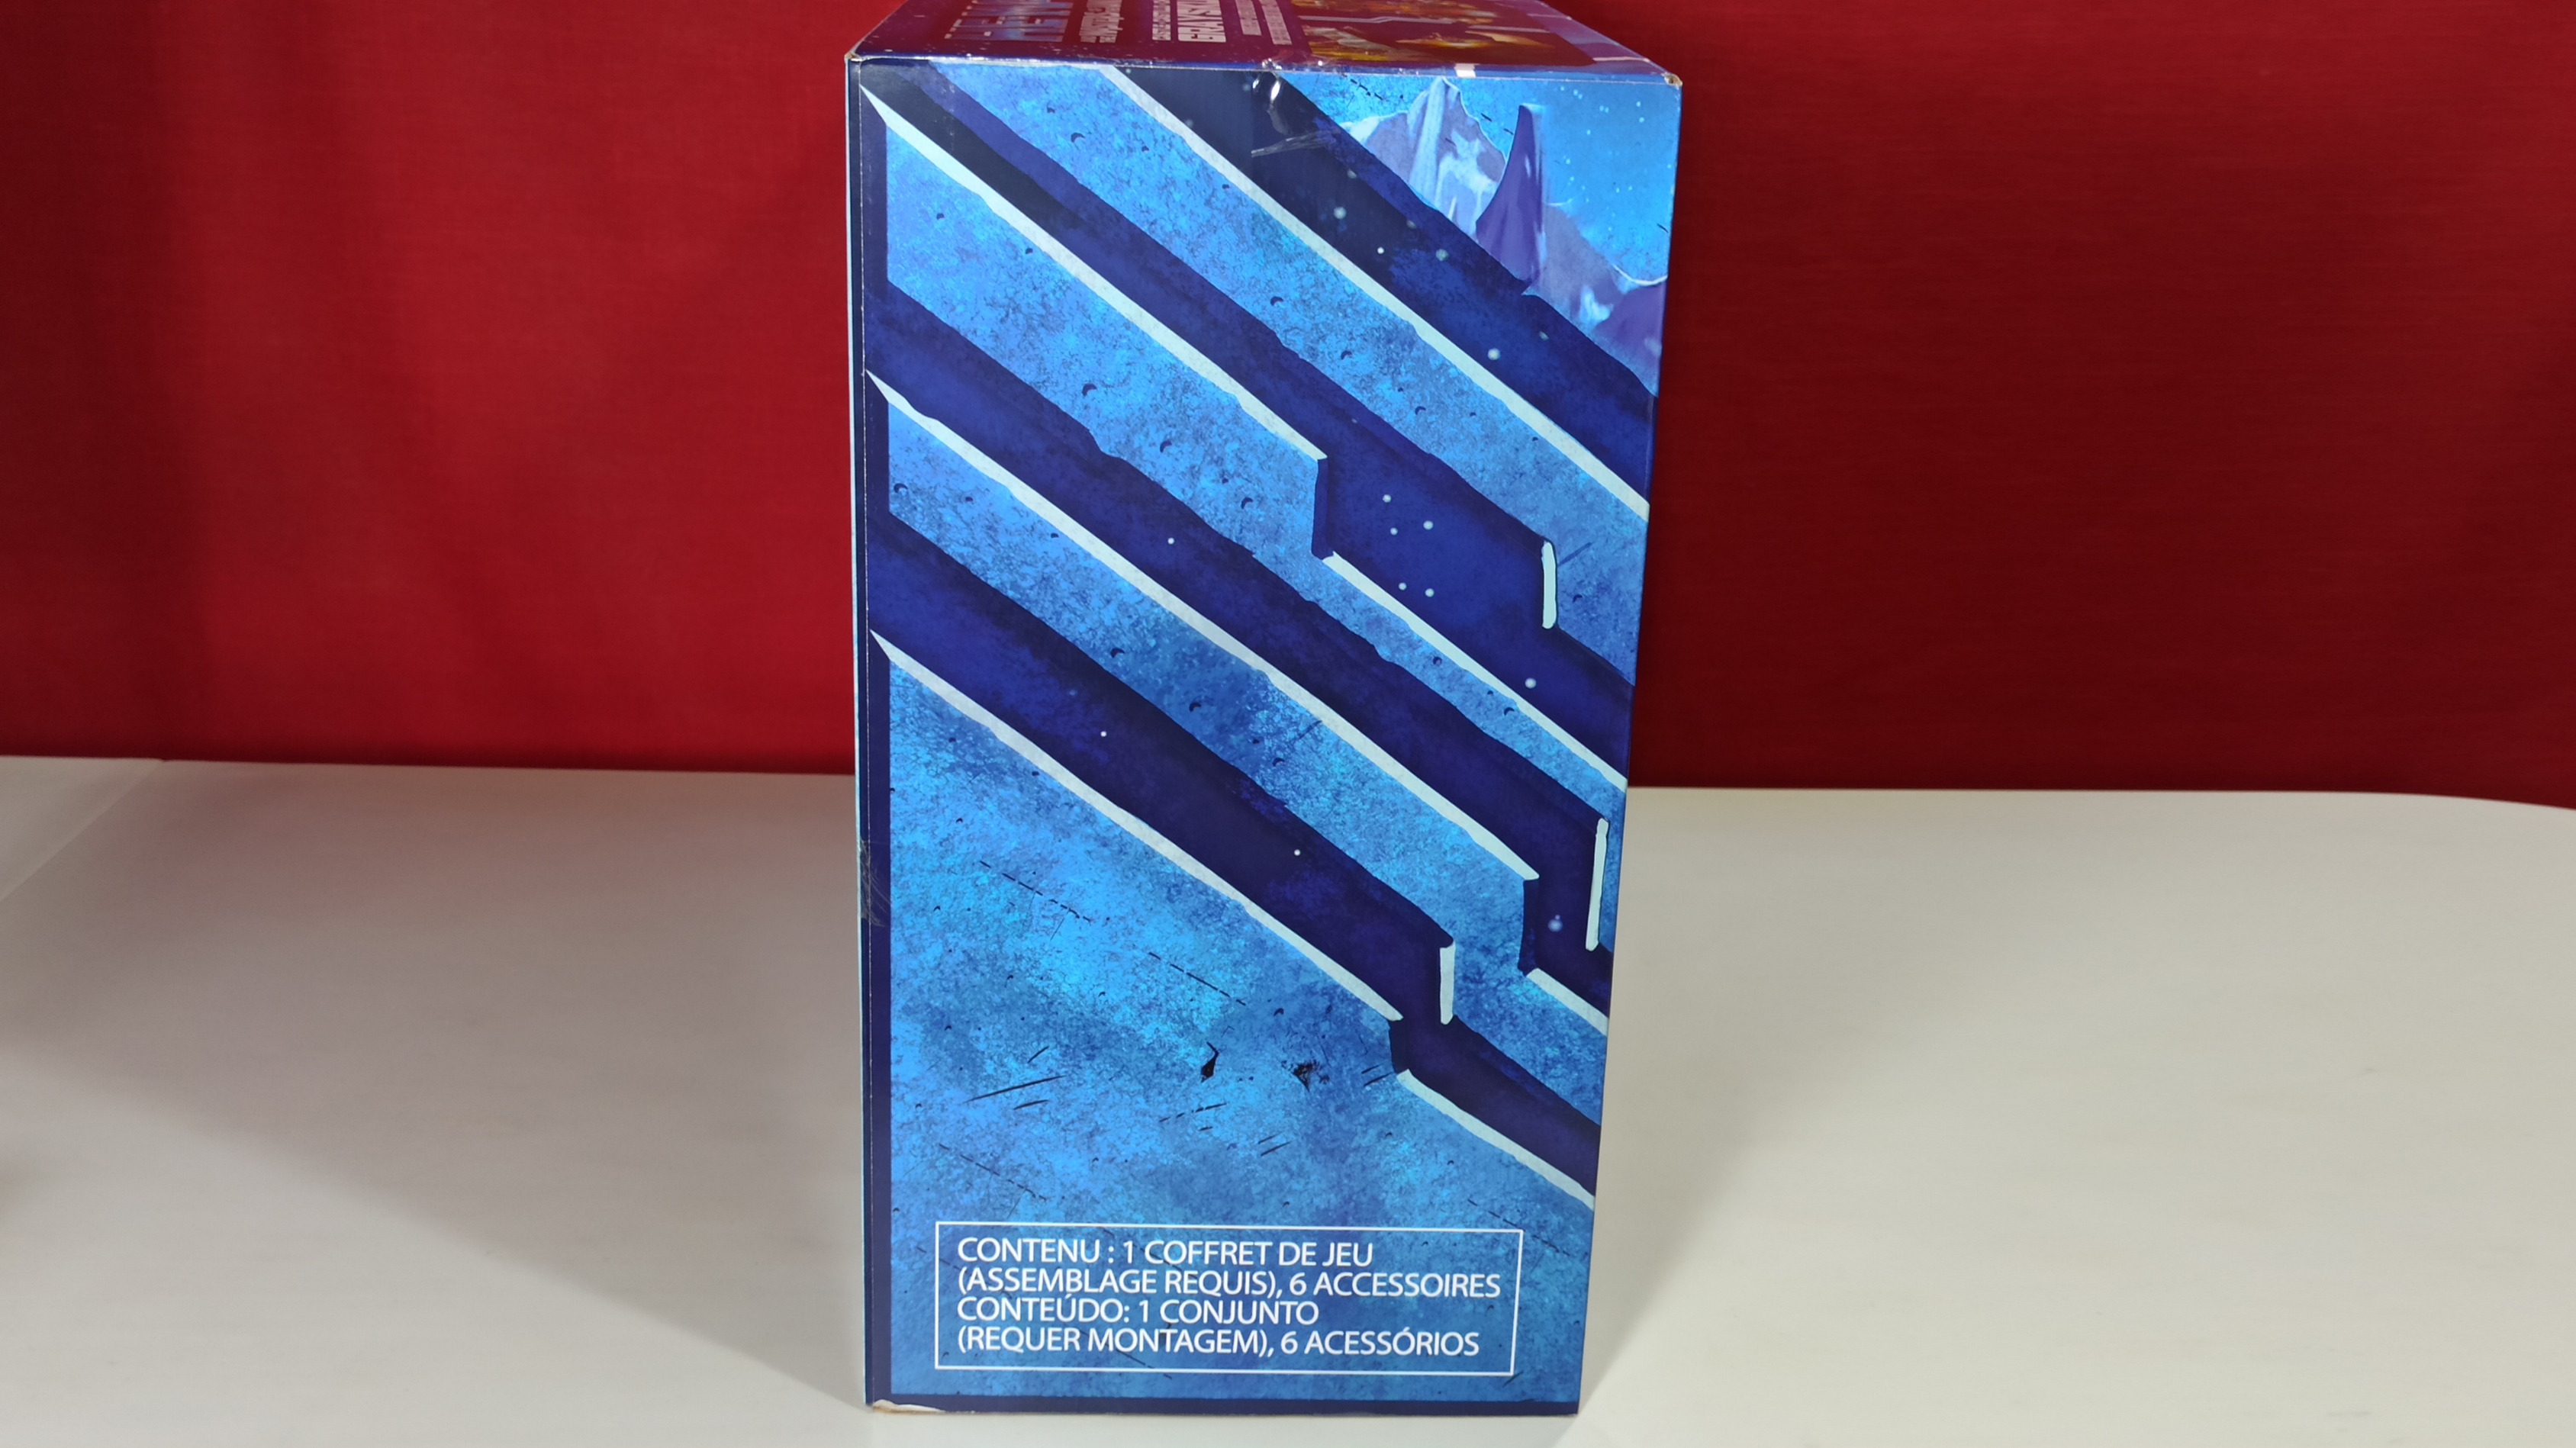 CONTENU : 1 COFFRET DE JEU
(ASSEMBLAGE REQUIS), 6 ACCESSOIRES
CONTEÚDO: 1 CONJUNTO
(REQUER MONTAGEM), 6 ACESSÓRIOS